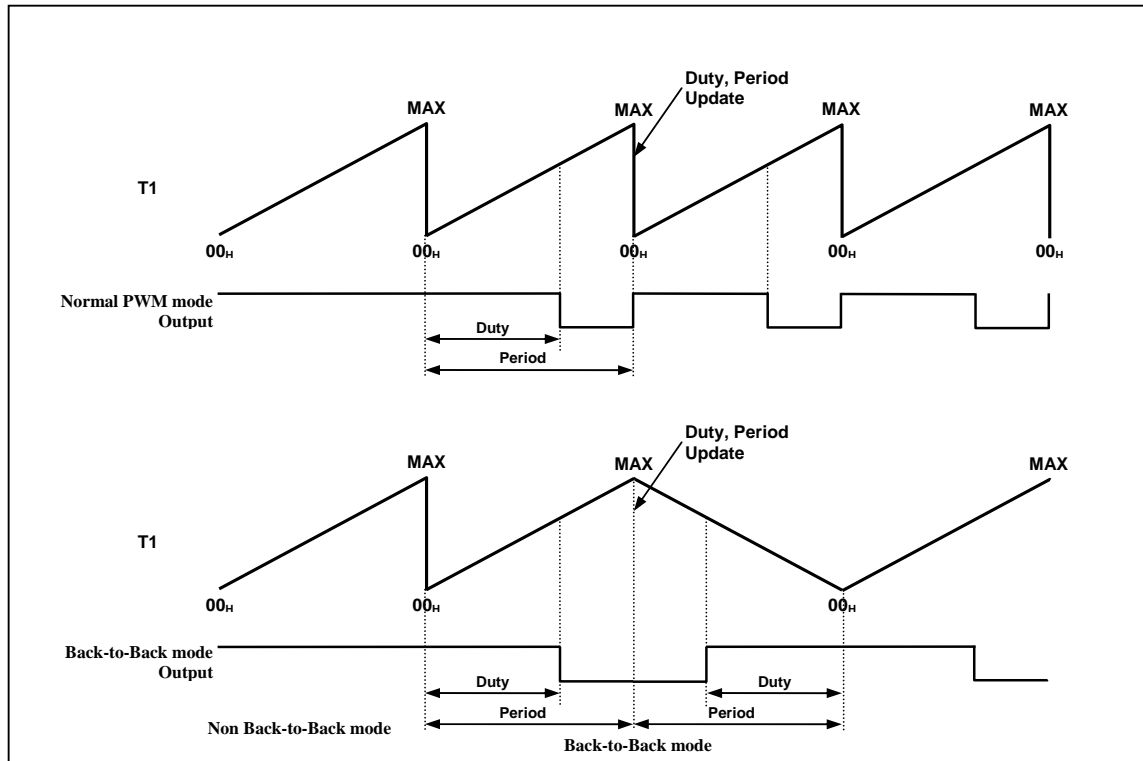 Duty, Period
Update
MAX MAX MAX MAX
T1
00H 00H 00H 00H 00H
Normal PWM mode
Output
Duty
Period
Duty, Period
Update
MAX MAX MAX
T1
00H 00H 00H
Back-to-Back mode
Output
Duty Duty
Period Period
Non Back-to-Back mode
Back-to-Back mode